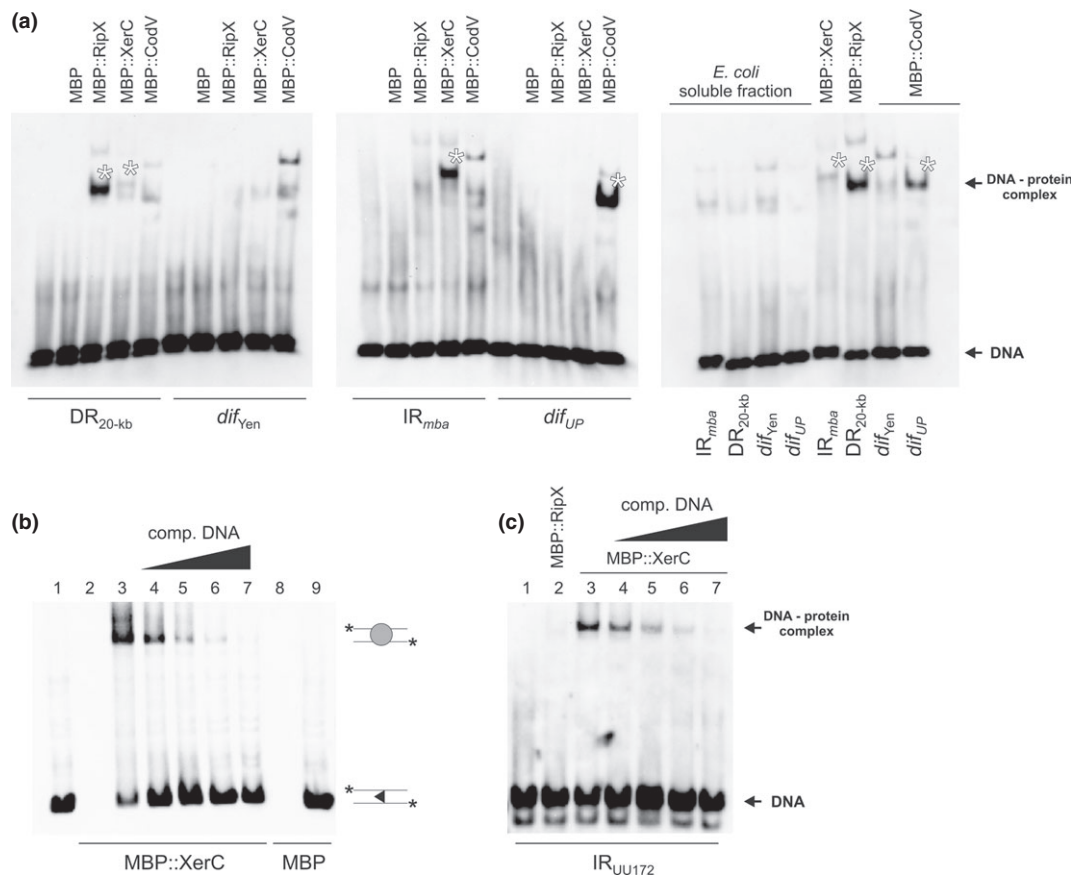 (a)
MBP
MBP::RipX
MBP::XerC
MBP::CodV
MBP
MBP::RipX
MBP::XerC
MBP::CodV
MBP
MBP::RipX
MBP::XerC
MBP::CodV
MBP
MBP::RipX
MBP::XerC
MBP::CodV
E. coli
soluble fraction
MBP::XerC
MBP::RipX
MBP::CodV
* *
* *
* * *
DNA - protein
complex
DNA
DR20-kb
difYen
IRmba
difUP
IRmba
DR20-kb
difYen
difUP
IRmba
DR20-kb
difYen
difUP
(b)
comp. DNA
1 2 3 4 5 6 7 8 9
* *
* *
MBP::XerC
MBP
(c)
MBP::RipX
comp. DNA
MBP::XerC
1 2 3 4 5 6 7
DNA - protein
complex
DNA
IRUU172